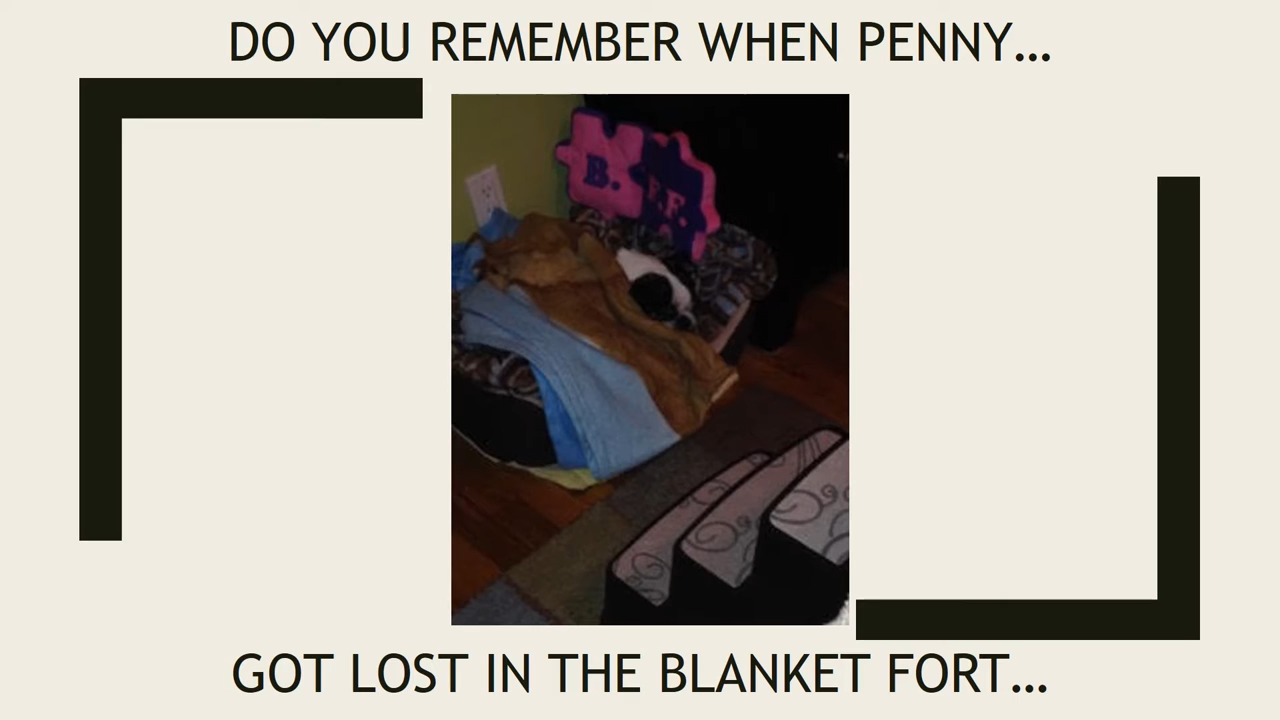 DO YOU REMEMBER WHEN PENNY...
B.
F.F.
GOT LOST IN THE BLANKET FORT...